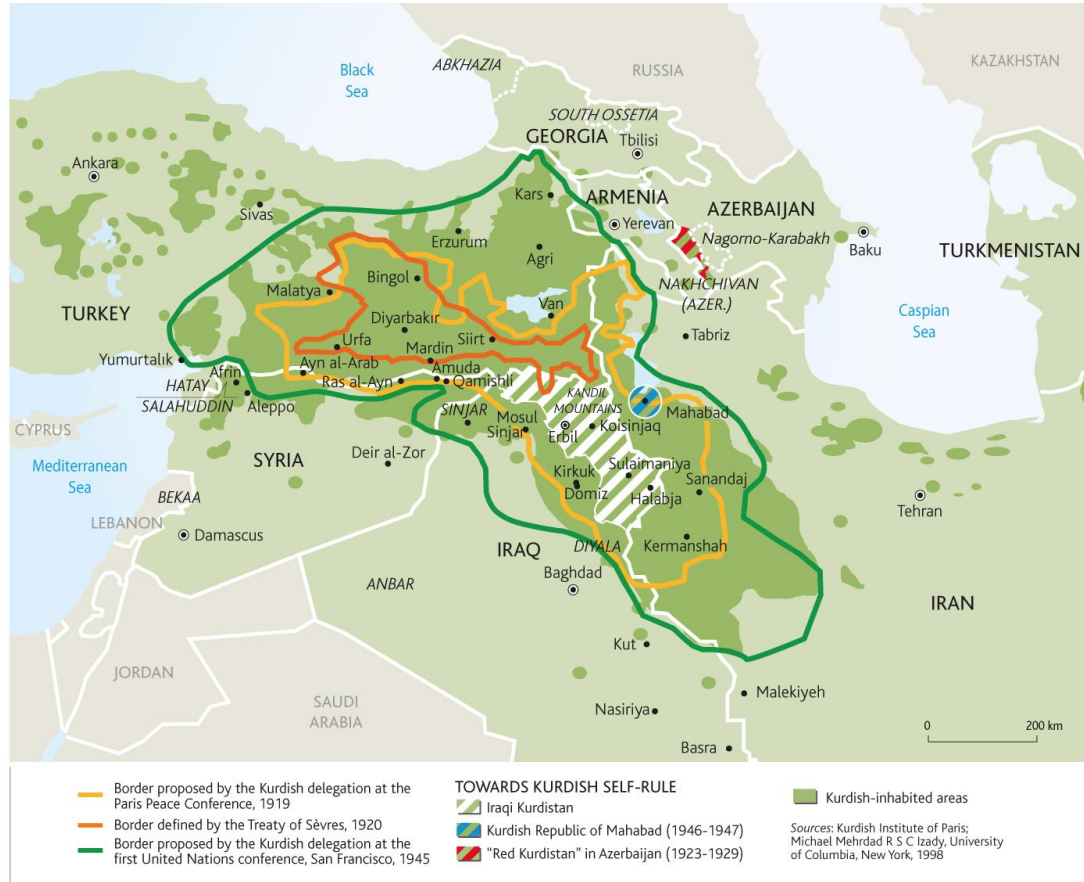 ABKHAZIA
RUSSIA
KAZAKHSTAN
Black
Sea
SOUTH OSSETIA
GEORGIA
Tbilisi
Ankara
Sivas
Kars
ARMENIA
Yerevan
AZERBAIJAN
Nagorno-Karabakh
Baku
TURKMENISTAN
Erzurum
Agri
Bingol
Malatya
Van
NAKHCHIVAN
(AZER.)
Caspian
Sea
TURKEY
Diyarbakir
Siirt
Tabriz
Urfa
Mardin
Yumurtalık
Afrin
Ayn al-Arab
Amuda
Ras al-Ayn
Qamishli
HATAY
SALAHUDDIN
Aleppo
SINJAR
KANDIL
MOUNTAINS
Mahabad
CYPRUS
Mosul
Sinjar
Erbil
Koisinjaq
Mediterranean
Sea
SYRIA
Deir al-Zor
Kirkuk
Domiz
Sulaimaniya
Halabja
Sanandaj
Tehran
BEKAA
LEBANON
Damascus
IRAQ
DIYALA
Kermanshah
Baghdad
ANBAR
IRAN
Kut
JORDAN
SAUDI
ARABIA
Malekiyeh
Nasiriya
Basra
0
200 km
Border proposed by the Kurdish delegation at the
Paris Peace Conference, 1919
Border defined by the Treaty of Sèvres, 1920
Border proposed by the Kurdish delegation at the
first United Nations conference, San Francisco, 1945
TOWARDS KURDISH SELF-RULE
Iraqi Kurdistan
Kurdish Republic of Mahabad (1946-1947)
"Red Kurdistan" in Azerbaijan (1923-1929)
Kurdish-inhabited areas
Sources: Kurdish Institute of Paris;
Michael Mehrdad R S C Izady, University
of Columbia, New York, 1998